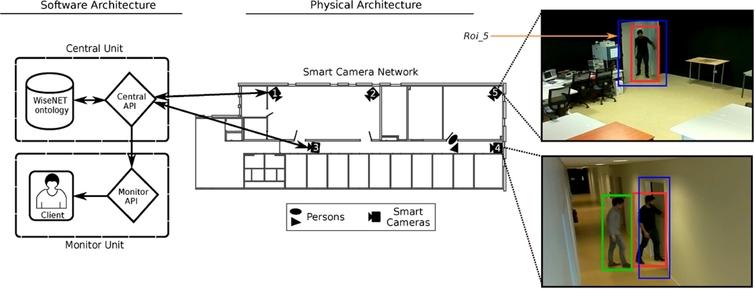 Software Architecture
Physical Architecture
Central Unit
WiseNET
ontology
Central
API
Client
Monitor
API
Monitor Unit
Smart Camera Network
1
2
5
3
4
Persons
Smart
Cameras
Roi_5